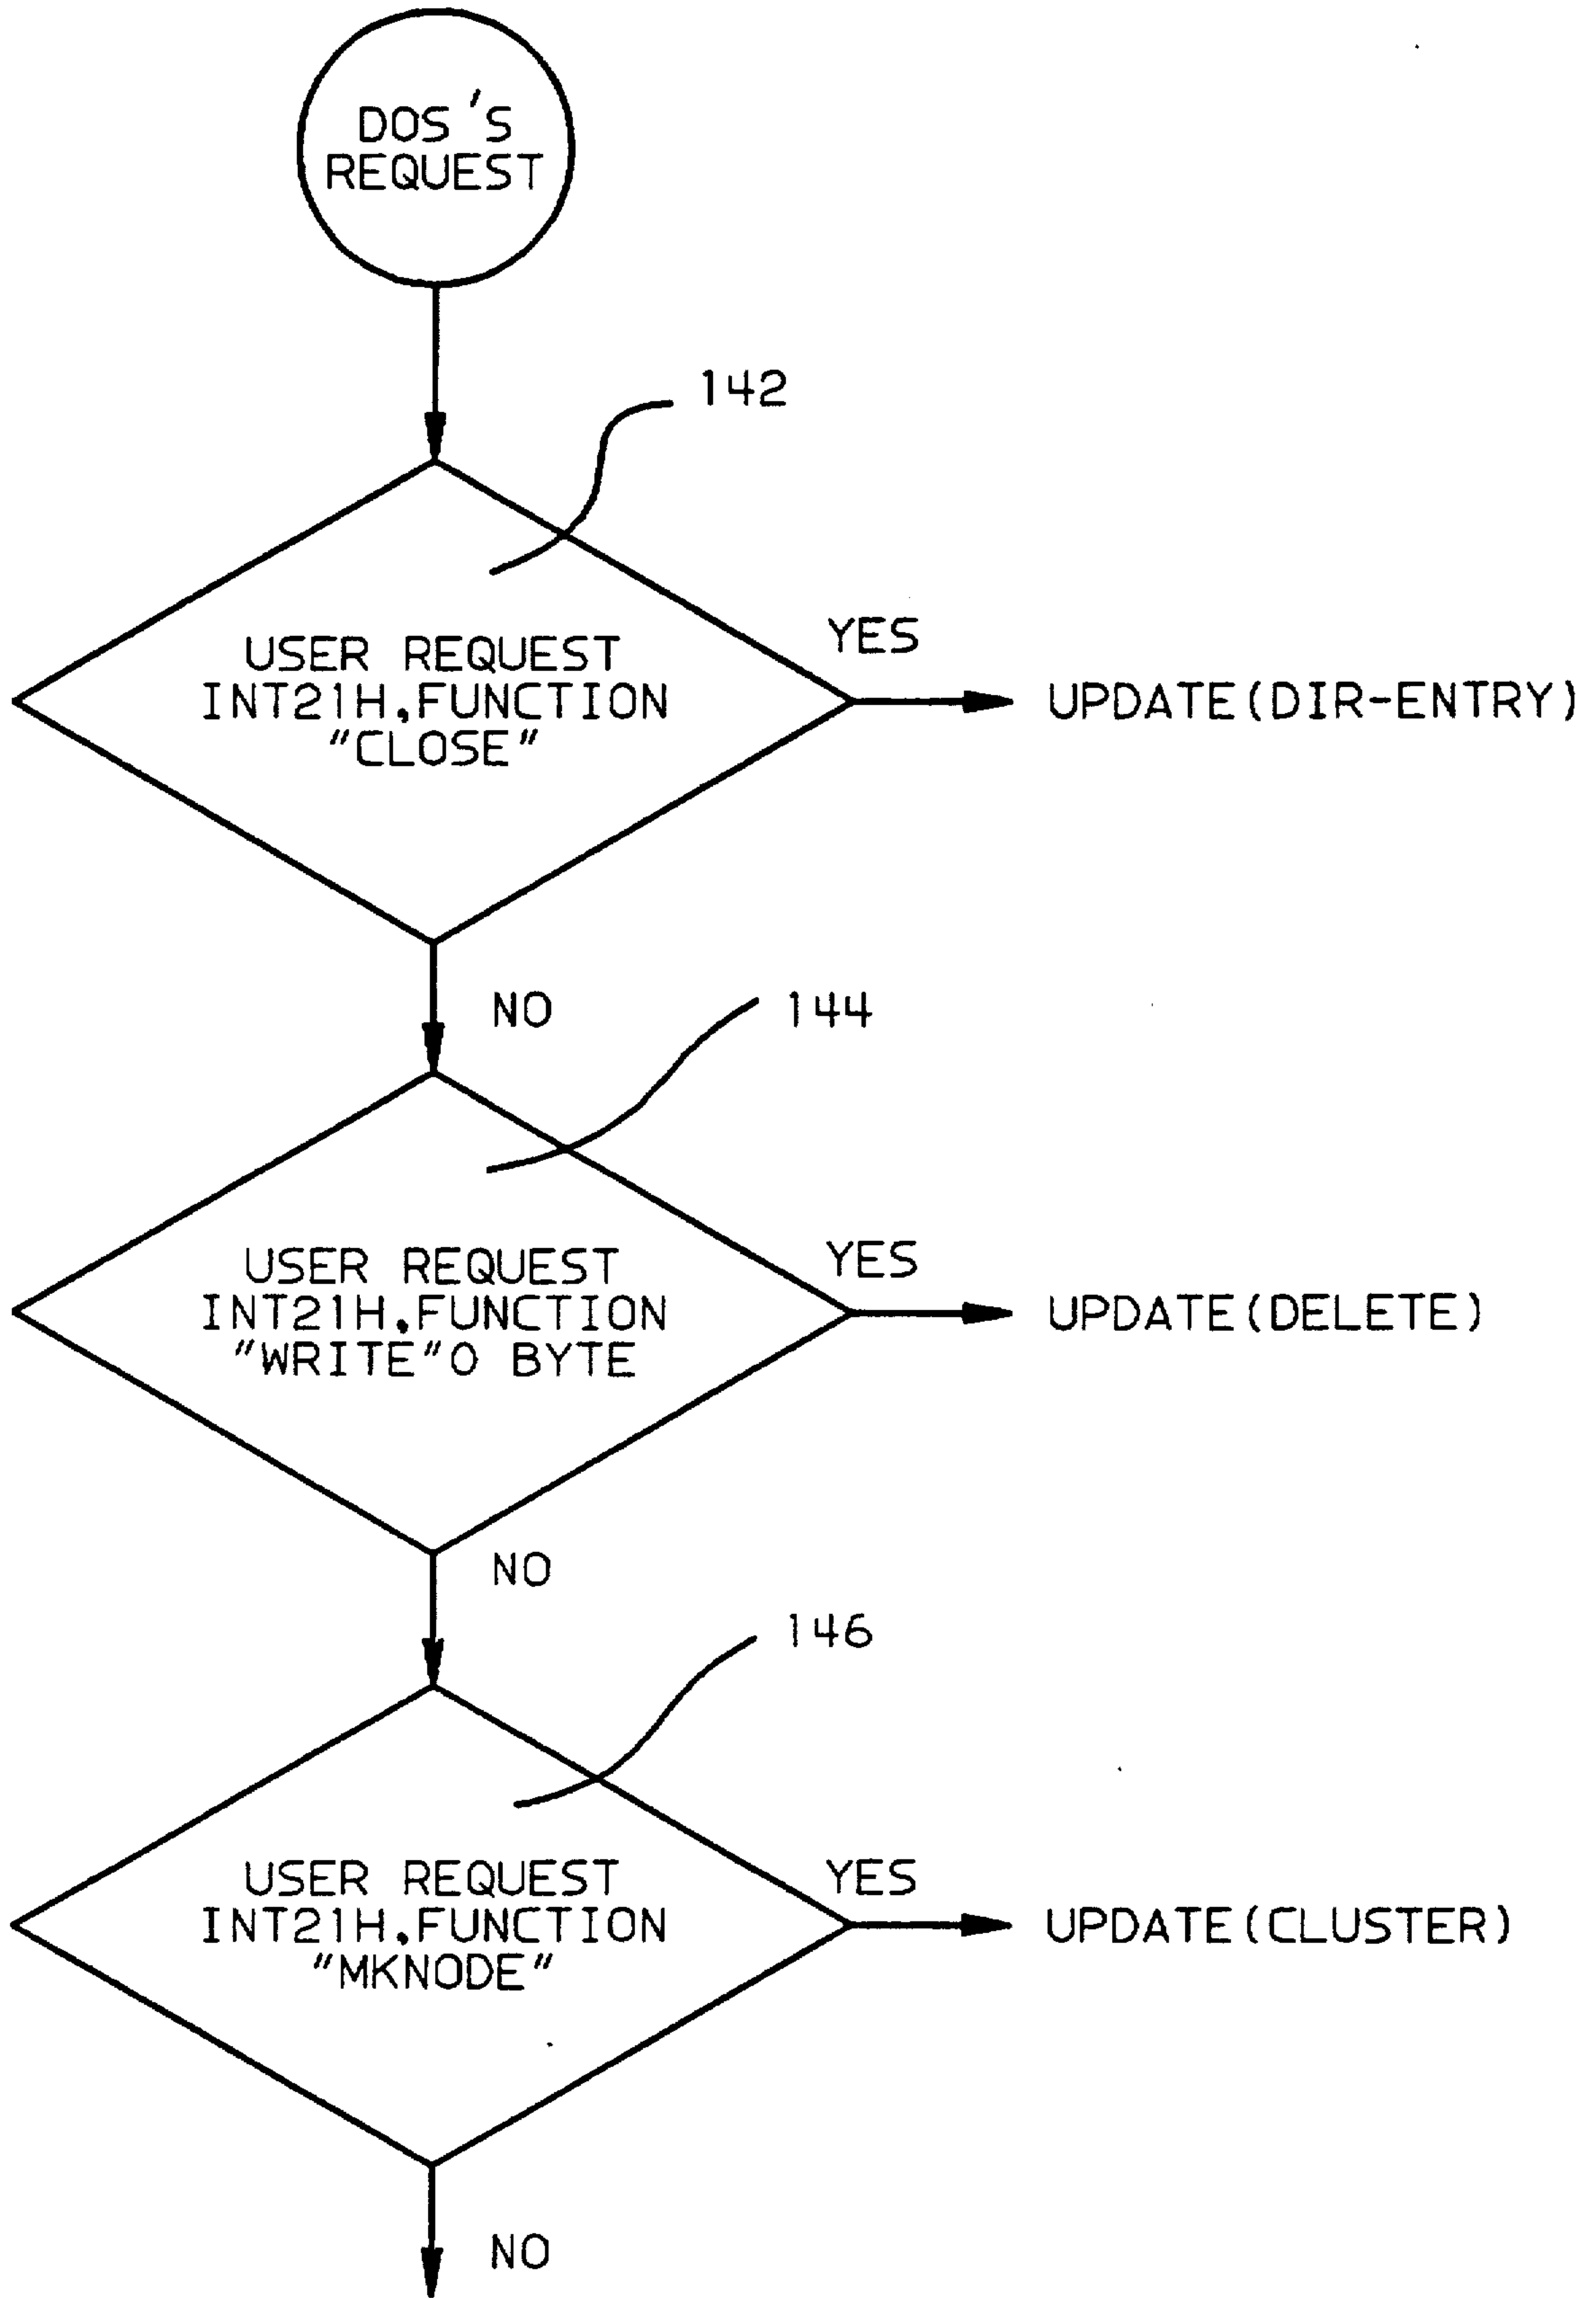 DOS'S
REQUEST
142
USER REQUEST
INT21H,FUNCTION
"CLOSE"
YES
UPDATE(DIR-ENTRY)
NO
144
USER REQUEST
INT21H,FUNCTION
"WRITE"0 BYTE
YES
UPDATE(DELETE)
NO
146
USER REQUEST
INT21H,FUNCTION
"MKNODE"
YES
UPDATE(CLUSTER)
NO